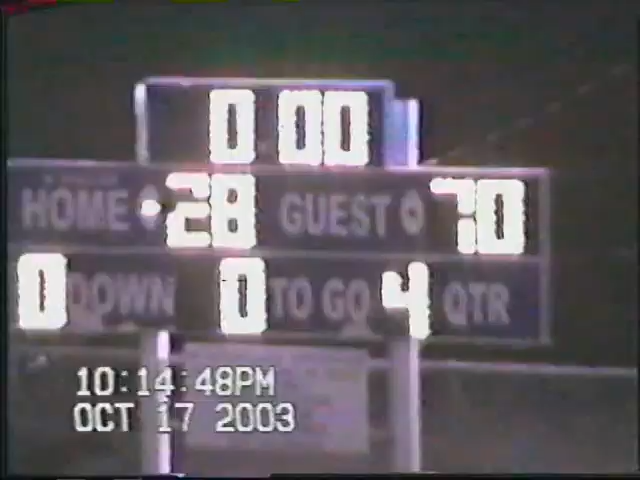 0 00
HOME 28 GUEST 70
0 DOWN 0 TO GO 4 QTR
10:14:48PM
OCT 17 2003